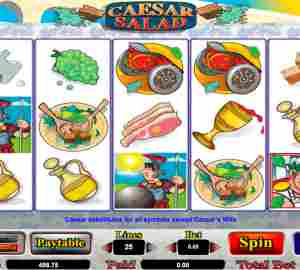 CAESAR
SALAD
Caesar substitutes for all symbols except Caesar's Wife
Lines
Bet
Paytable
25
Spin
Paid
0.00
Total Bet